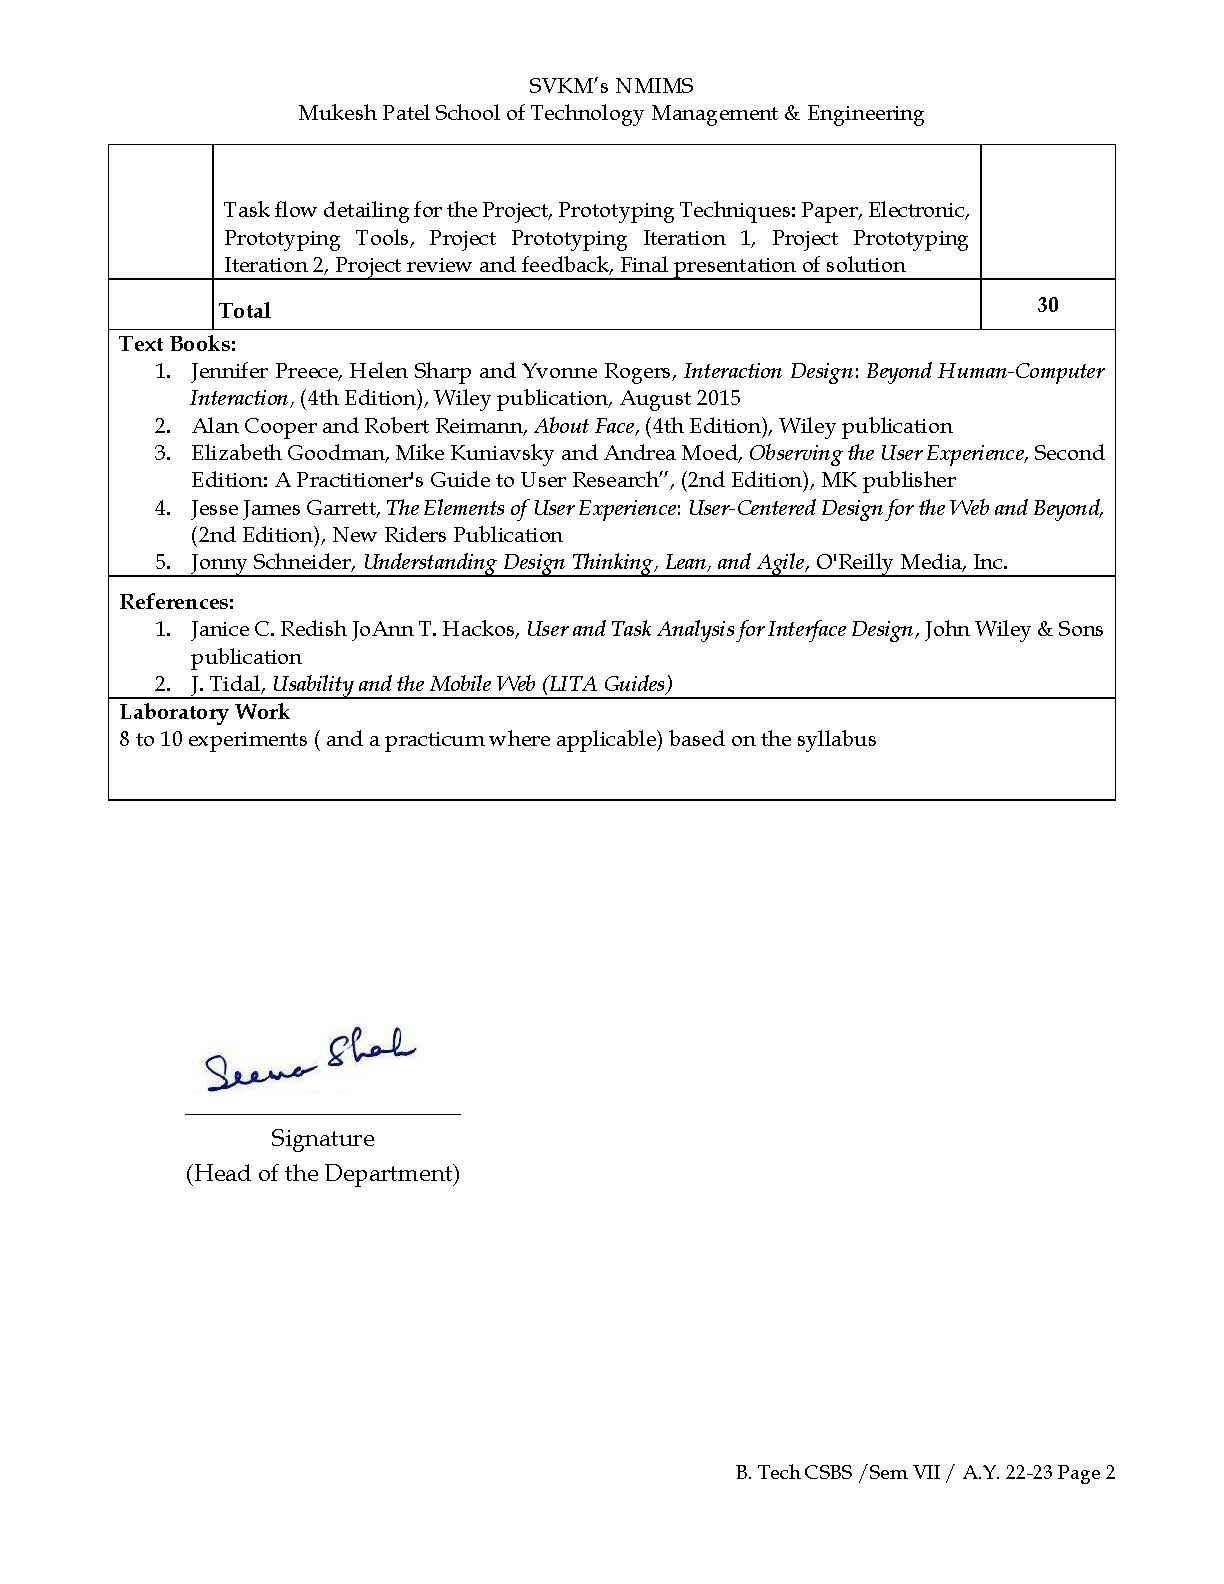 SVKM's NMIMS
Mukesh Patel School of Technology Management & Engineering
Task flow detailing for the Project, Prototyping Techniques: Paper, Electronic,
Prototyping Tools, Project Prototyping Iteration 1, Project Prototyping
Iteration 2, Project review and feedback, Final presentation of solution
Total 30
Text Books:
1. Jennifer Preece, Helen Sharp and Yvonne Rogers, Interaction Design: Beyond Human-Computer
Interaction, (4th Edition), Wiley publication, August 2015
2. Alan Cooper and Robert Reimann, About Face, (4th Edition), Wiley publication
3. Elizabeth Goodman, Mike Kuniavsky and Andrea Moed, Observing the User Experience, Second
Edition: A Practitioner's Guide to User Research”, (2nd Edition), MK publisher
4. Jesse James Garrett, The Elements of User Experience: User-Centered Design for the Web and Beyond,
(2nd Edition), New Riders Publication
5. Jonny Schneider, Understanding Design Thinking, Lean, and Agile, O'Reilly Media, Inc.
References:
1. Janice C. Redish JoAnn T. Hackos, User and Task Analysis for Interface Design, John Wiley & Sons
publication
2. J. Tidal, Usability and the Mobile Web (LITA Guides)
Laboratory Work
8 to 10 experiments ( and a practicum where applicable) based on the syllabus
Seema Shah
Signature
(Head of the Department)
B. Tech CSBS /Sem VII / A.Y. 22-23 Page 2